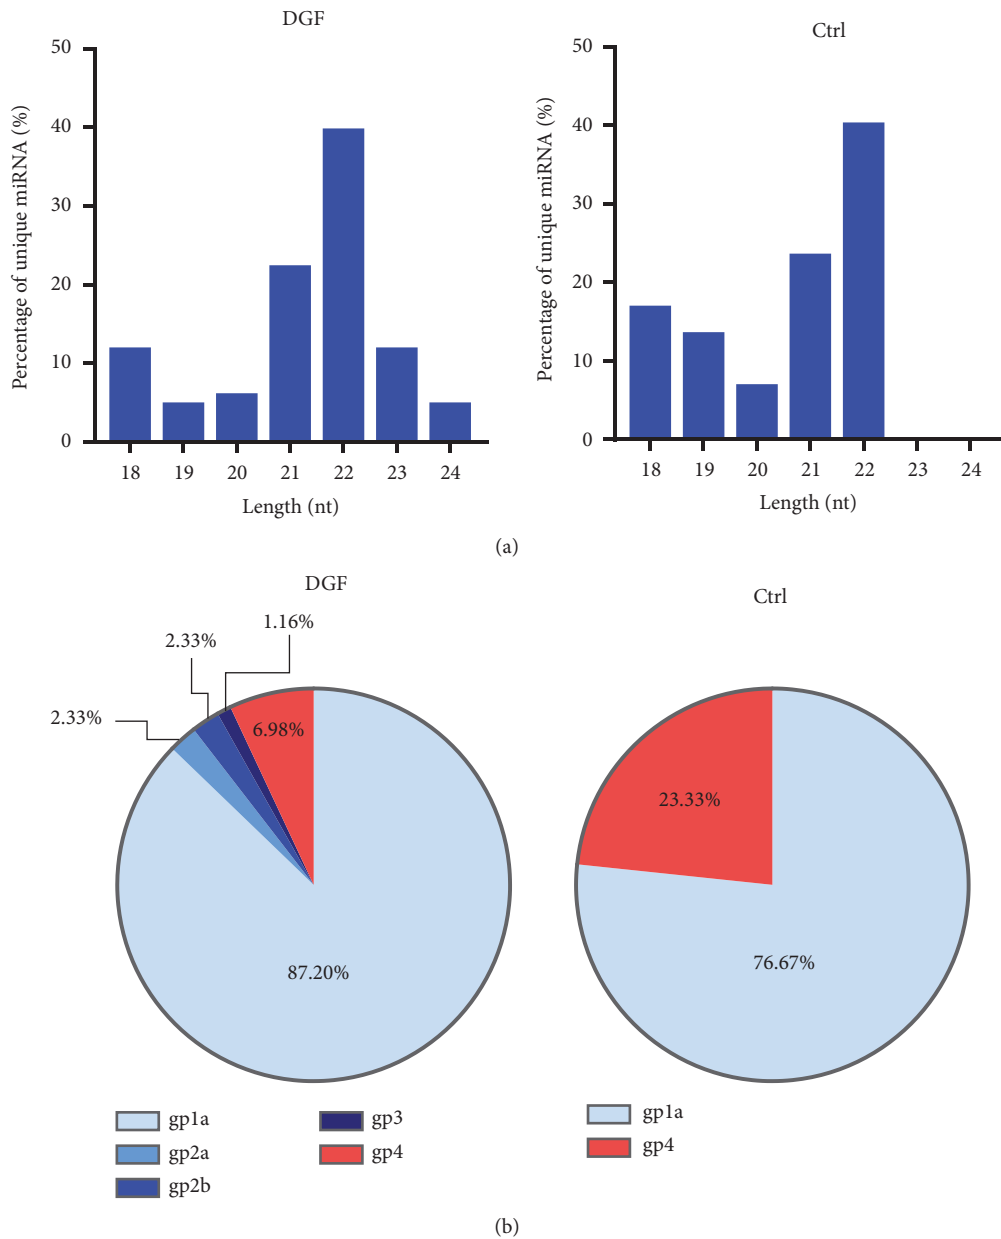 DGF
Percentage of unique miRNA (%)
50
40
30
20
10
0
18 19 20 21 22 23 24
Length (nt)
Ctrl
Percentage of unique miRNA (%)
50
40
30
20
10
0
18 19 20 21 22 23 24
Length (nt)
(a)
DGF
1.16%
2.33%
2.33%
6.98%
87.20%
gp1a
gp2a
gp2b
gp3
gp4
Ctrl
23.33%
76.67%
gp1a
gp4
(b)